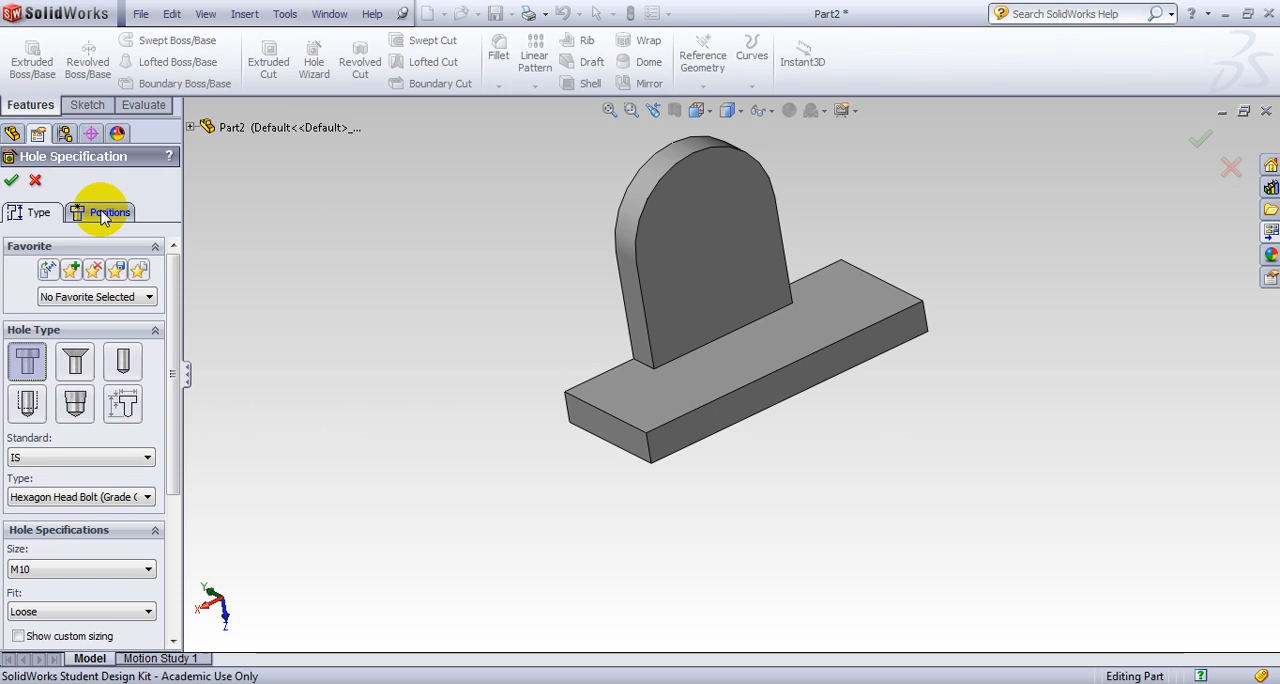 SolidWorks File Edit View Insert Tools Window Help Part2 * Search SolidWorks Help ?
Extruded Boss/Base
Revolved Boss/Base
Swept Boss/Base
Lofted Boss/Base
Boundary Boss/Base
Extruded Cut
Hole Wizard
Revolved Cut
Swept Cut
Lofted Cut
Boundary Cut
Fillet
Linear Pattern
Rib
Draft
Shell
Wrap
Dome
Mirror
Reference Geometry
Curves
Instant3D
Features Sketch Evaluate
Part2 (Default<<Default>_...
Hole Specification ?
Type Positions
Favorite
No Favorite Selected
Hole Type
Standard:
IS
Type:
Hexagon Head Bolt (Grade C
Hole Specifications
Size:
M10
Fit:
Loose
Show custom sizing
Y
X
Z
Model Motion Study 1
SolidWorks Student Design Kit - Academic Use Only Editing Part ?